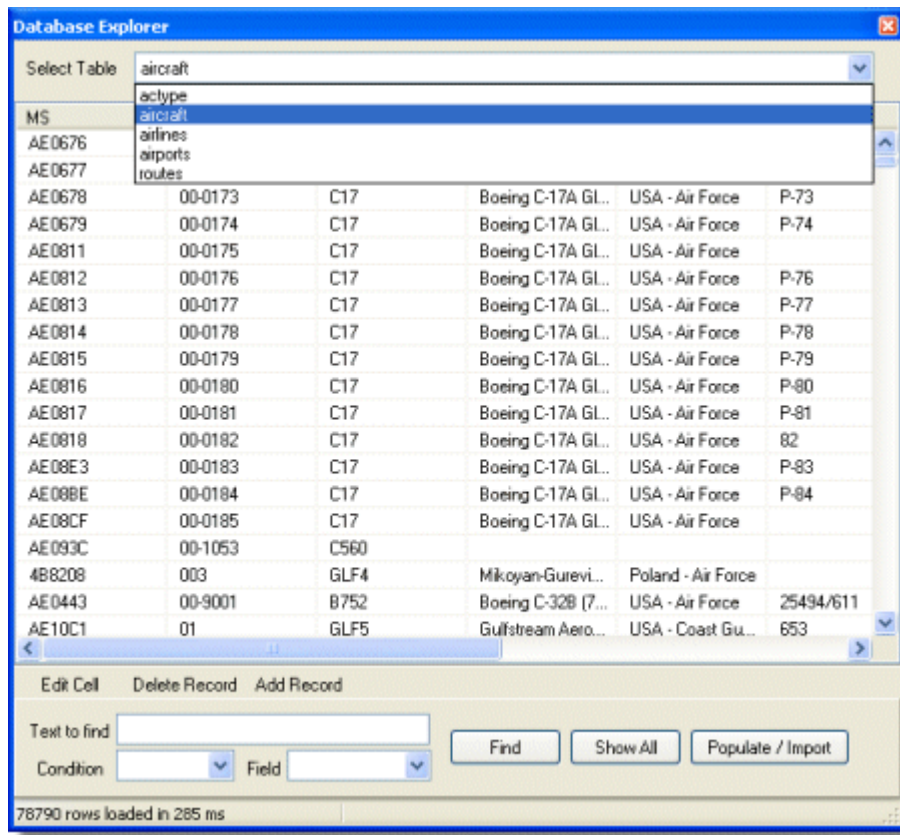 Database Explorer
Select Table aircraft
actype
MS aircraft
AE0676 airlines
airports
AE0677 routes
AE0678 00-0173 C17 Boeing C-17A Gl... USA - Air Force P-73
AE0679 00-0174 C17 Boeing C-17A Gl... USA - Air Force P-74
AE0811 00-0175 C17 Boeing C-17A Gl... USA - Air Force
AE0812 00-0176 C17 Boeing C-17A Gl... USA - Air Force P-76
AE0813 00-0177 C17 Boeing C-17A Gl... USA - Air Force P-77
AE0814 00-0178 C17 Boeing C-17A Gl... USA - Air Force P-78
AE0815 00-0179 C17 Boeing C-17A Gl... USA - Air Force P-79
AE0816 00-0180 C17 Boeing C-17A Gl... USA - Air Force P-80
AE0817 00-0181 C17 Boeing C-17A Gl... USA - Air Force P-81
AE0818 00-0182 C17 Boeing C-17A Gl... USA - Air Force 82
AE08E3 00-0183 C17 Boeing C-17A Gl... USA - Air Force P-83
AE08BE 00-0184 C17 Boeing C-17A Gl... USA - Air Force P-84
AE08CF 00-0185 C17 Boeing C-17A Gl... USA - Air Force
AE093C 00-1053 C560
4B8208 003 GLF4 Mikoyan-Gurevi... Poland - Air Force
AE0443 00-9001 B752 Boeing C-32B (7... USA - Air Force 25494/611
AE10C1 01 GLF5 Gulfstream Aero... USA - Coast Gu... 653
Edit Cell Delete Record Add Record
Text to find
Find Show All Populate / Import
Condition Field
78790 rows loaded in 285 ms